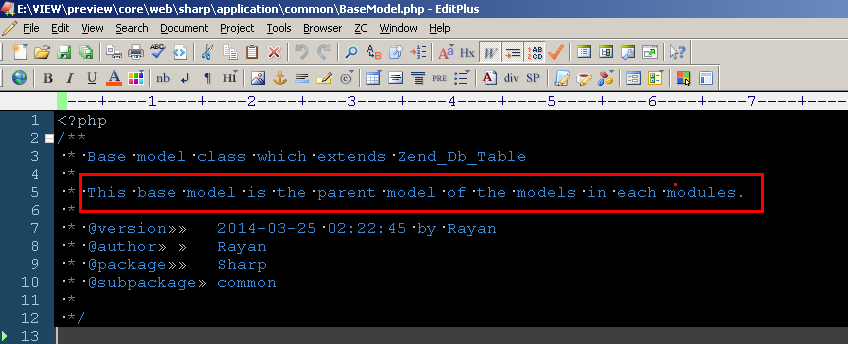 E:\VIEW\preview\core\web\sharp\application\common\BaseModel.php - EditPlus
File Edit View Search Document Project Tools Browser ZC Window Help
ABC Hx W AB12
B I U A nb Hi © PRE A div SP
----+----1----+----2----+----3----+----4----+----5----+----6----+----7----+----
1 <?php
2 /**
3 * Base model class which extends Zend_Db_Table
4 *
5 * This base model is the parent model of the models in each modules.
6 *
7 * @version»» 2014-03-25 02:22:45 by Rayan
8 * @author» » Rayan
9 * @package»» Sharp
10 * @subpackage» common
11 *
12 */
13